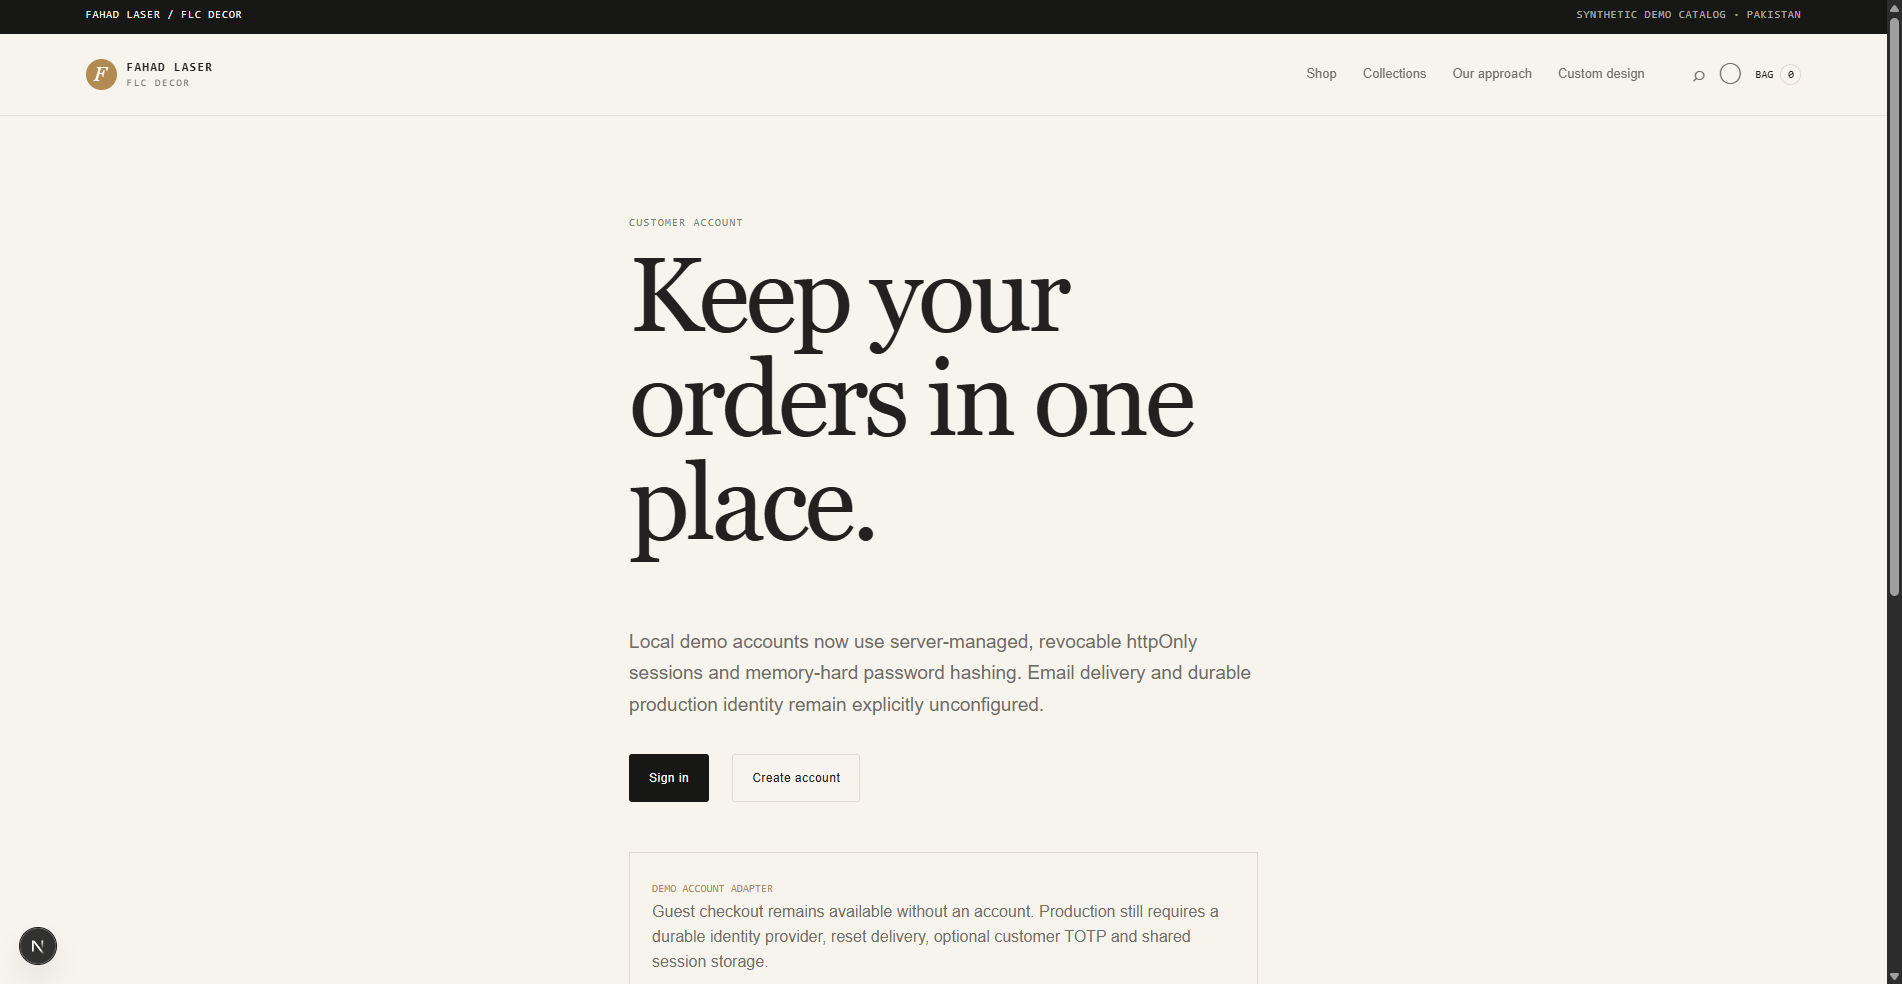 FAHAD LASER / FLC DECOR
SYNTHETIC DEMO CATALOG · PAKISTAN
F
FAHAD LASER
FLC DECOR
Shop
Collections
Our approach
Custom design
BAG
0
CUSTOMER ACCOUNT
Keep your
orders in one
place.
Local demo accounts now use server-managed, revocable httpOnly
sessions and memory-hard password hashing. Email delivery and durable
production identity remain explicitly unconfigured.
Sign in
Create account
DEMO ACCOUNT ADAPTER
Guest checkout remains available without an account. Production still requires a
durable identity provider, reset delivery, optional customer TOTP and shared
session storage.
N